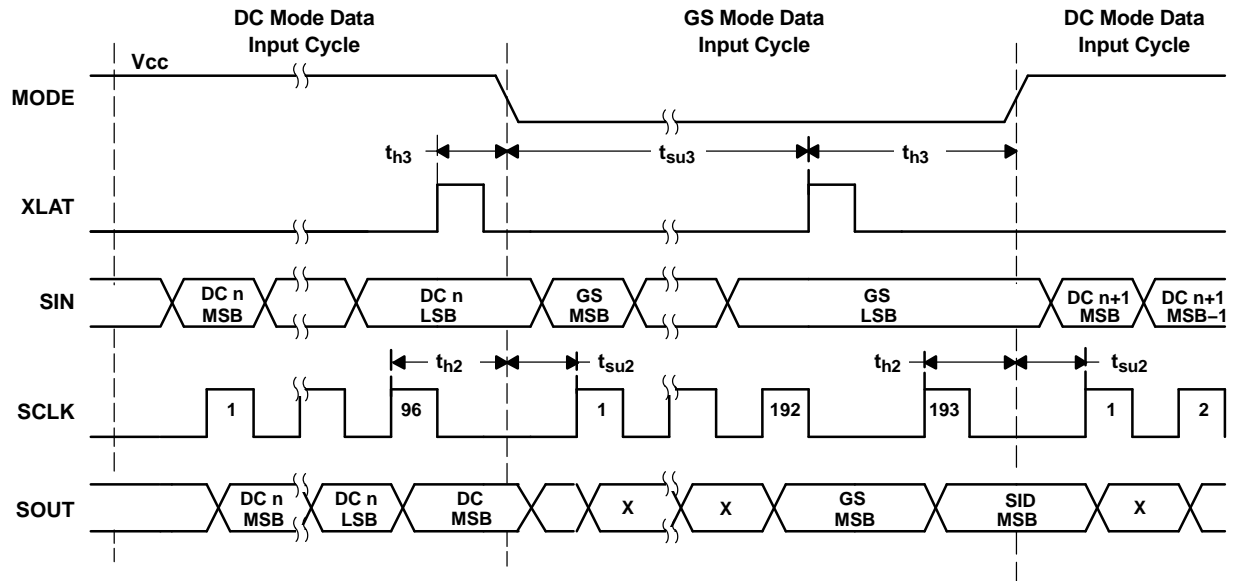 DC Mode Data
Input Cycle
GS Mode Data
Input Cycle
DC Mode Data
Input Cycle
Vcc
MODE
th3
tsu3
th3
XLAT
SIN
DC n
MSB
DC n
LSB
GS
MSB
GS
LSB
DC n+1
MSB
DC n+1
MSB−1
th2
tsu2
th2
tsu2
SCLK
1
96
1
192
193
1
2
SOUT
DC n
MSB
DC n
LSB
DC
MSB
X
X
GS
MSB
SID
MSB
X